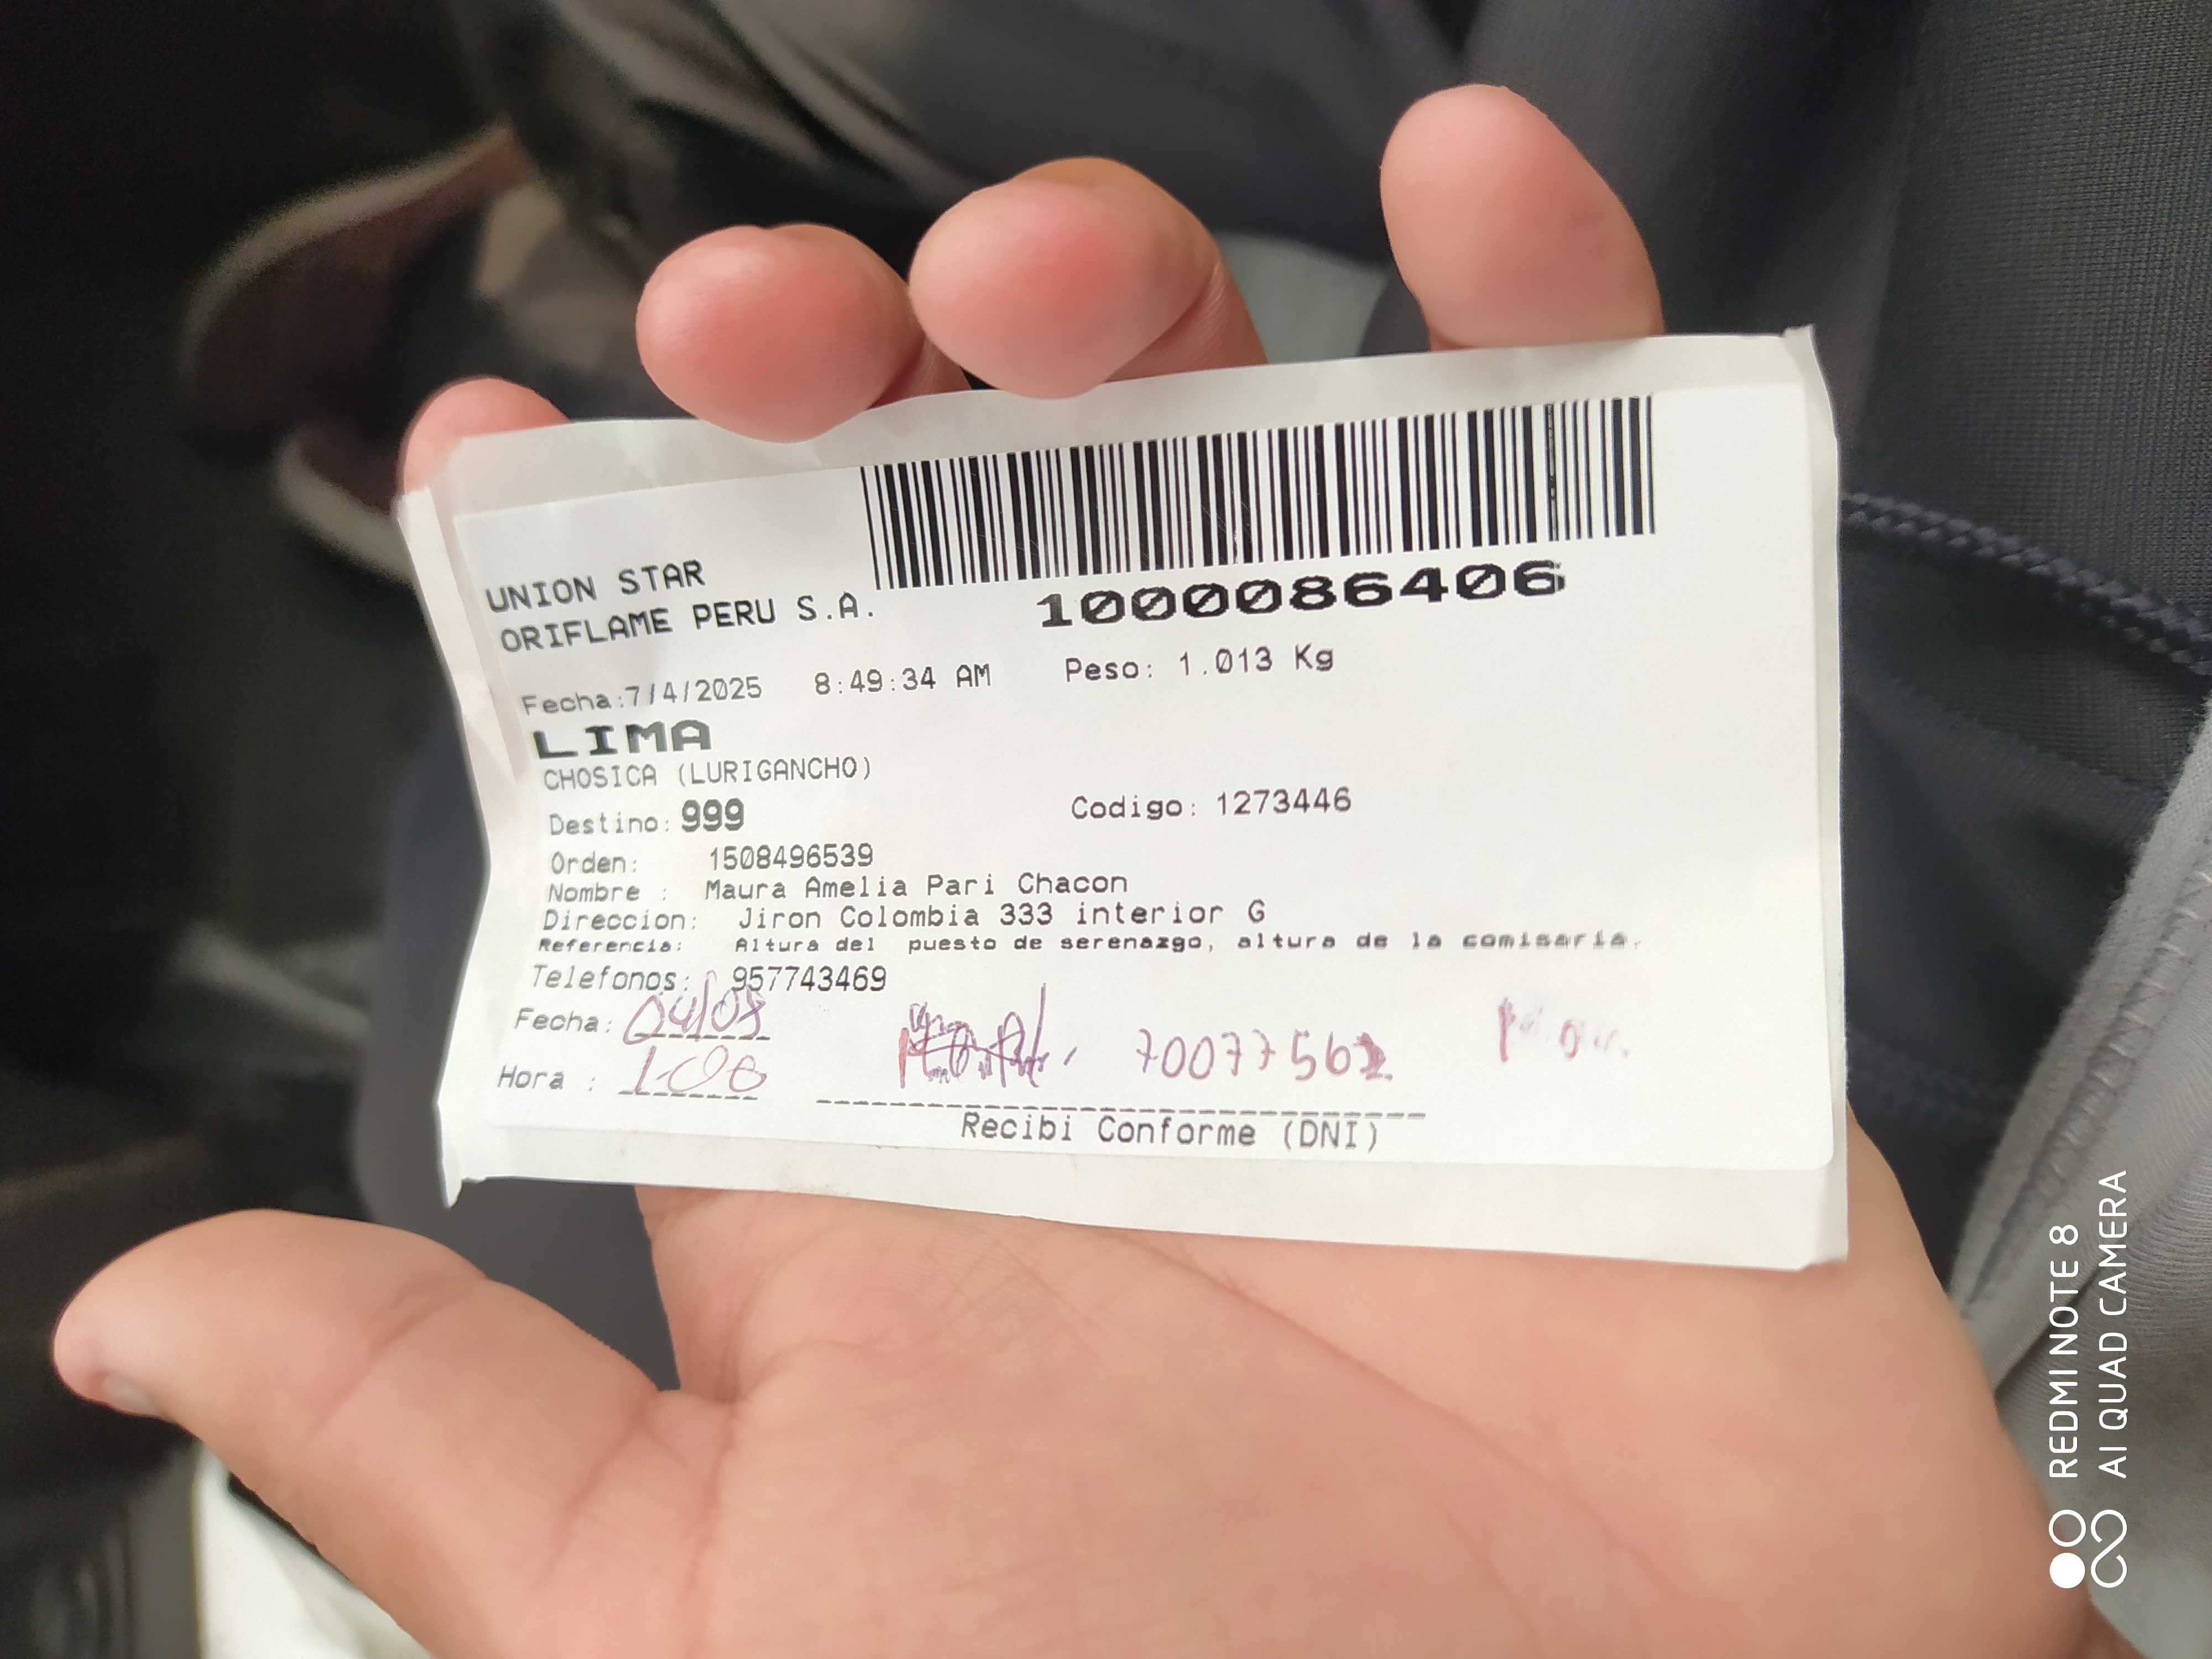 UNION STAR
ORIFLAME PERU S.A.
1000086406
Fecha:7/4/2025 8:49:34 AM Peso: 1.013 Kg
LIMA
CHOSICA (LURIGANCHO)
Destino: 999 Codigo: 1273446
Orden: 1508496539
Nombre : Maura Amelia Pari Chacon
Direccion: Jiron Colombia 333 interior G
Referencia: Altura del puesto de serenazgo, altura de la comisaria.
Telefonos: 957743469
Fecha:
Hora : 1:00
Recibi Conforme (DNI)
REDMI NOTE 8
AI QUAD CAMERA